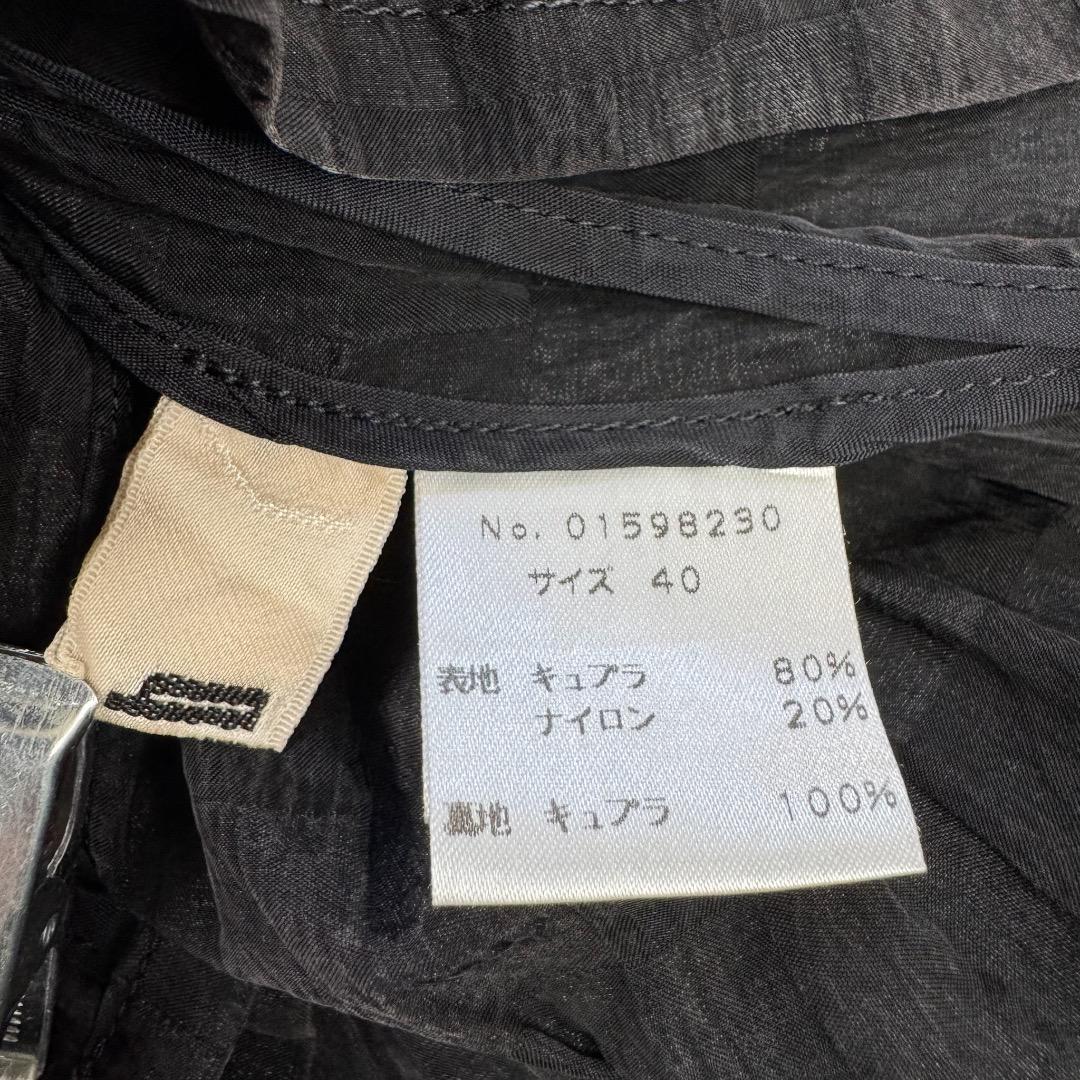 No. 01598230
サイズ 40
表地 キュプラ 80%
ナイロン 20%
裏地 キュプラ 100%